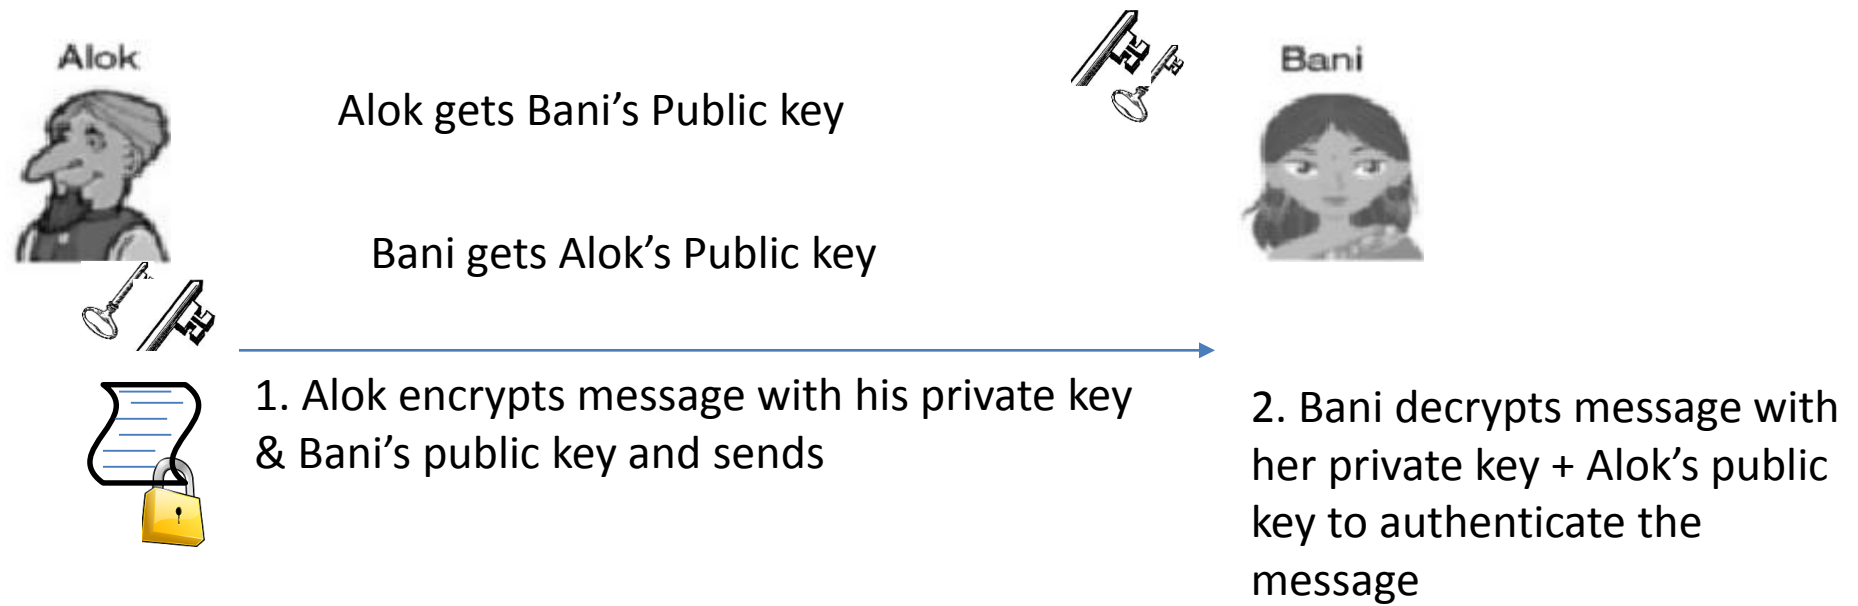 Alok
Bani
Alok gets Bani’s Public key
Bani gets Alok’s Public key
1. Alok encrypts message with his private key
& Bani’s public key and sends
2. Bani decrypts message with
her private key + Alok’s public
key to authenticate the
message